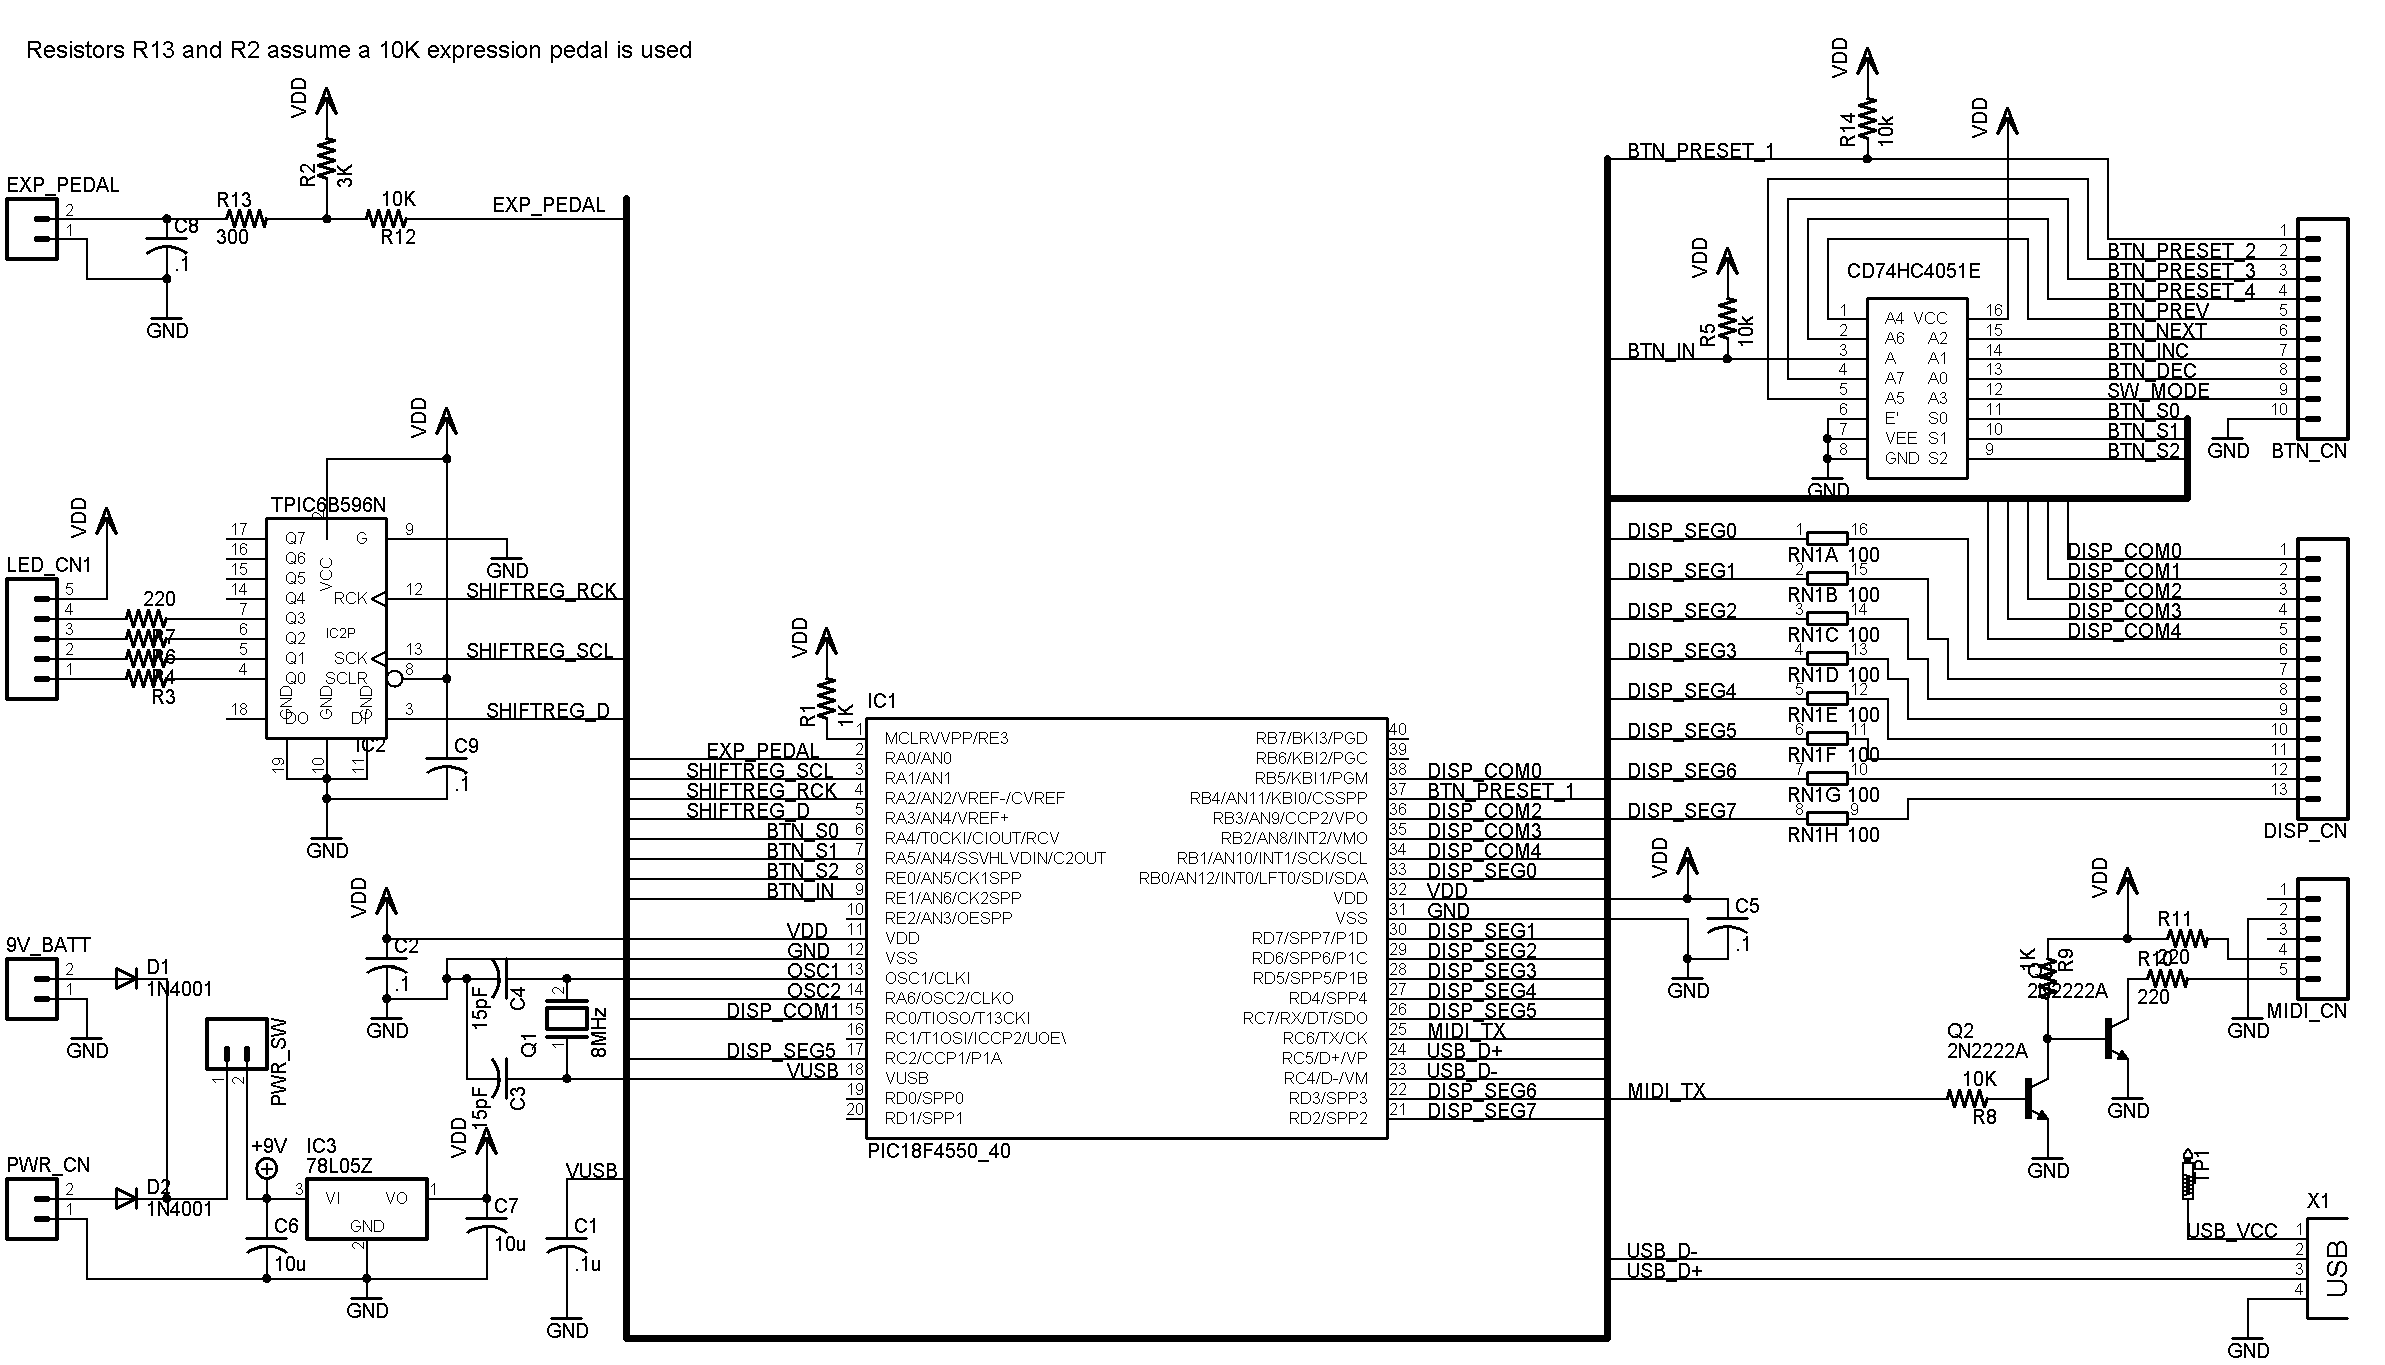 Resistors R13 and R2 assume a 10K expression pedal is used
VDD
R2
3K
EXP_PEDAL
2
1
R13
300
10K
R12
EXP_PEDAL
C8
.1
GND
VDD
TPIC6B596N
VDD
LED_CN1
5
4
3
2
1
220
R7
R6
R4
R3
17 Q7
16 Q6
15 Q5
14 Q4
7 Q3
6 Q2
5 Q1
4 Q0
18 DO
2
VCC
IC2P
G 9
RCK 12
SCK 13
SCLR 8
DI 3
GND
GND
GND
IC2
19
10
11
GND
SHIFTREG_RCK
SHIFTREG_SCL
SHIFTREG_D
C9
.1
GND
VDD
C2
.1
GND
9V_BATT
2
1
D1
1N4001
GND
PWR_SW
1
2
PWR_CN
2
1
D2
1N4001
+9V
IC3
78L05Z
3 VI
VO 1
GND
2
C6
10u
VDD
C7
10u
GND
15pF
C4
15pF
C3
Q1
2
1
8MHz
VUSB
C1
.1u
GND
VDD
R1
1K
IC1
1 MCLRVVPP/RE3
EXP_PEDAL 2 RA0/AN0
SHIFTREG_SCL 3 RA1/AN1
SHIFTREG_RCK 4 RA2/AN2/VREF-/CVREF
SHIFTREG_D 5 RA3/AN4/VREF+
BTN_S0 6 RA4/T0CKI/CIOUT/RCV
BTN_S1 7 RA5/AN4/SSVHLVDIN/C2OUT
BTN_S2 8 RE0/AN5/CK1SPP
BTN_IN 9 RE1/AN6/CK2SPP
10 RE2/AN3/OESPP
VDD 11 VDD
GND 12 VSS
OSC1 13 OSC1/CLKI
OSC2 14 RA6/OSC2/CLKO
DISP_COM1 15 RC0/TIOSO/T13CKI
16 RC1/T1OSI/ICCP2/UOE\
DISP_SEG5 17 RC2/CCP1/P1A
VUSB 18 VUSB
19 RD0/SPP0
20 RD1/SPP1
RB7/BKI3/PGD 40
RB6/KBI2/PGC 39
RB5/KBI1/PGM 38 DISP_COM0
RB4/AN11/KBI0/CSSPP 37 BTN_PRESET_1
RB3/AN9/CCP2/VPO 36 DISP_COM2
RB2/AN8/INT2/VMO 35 DISP_COM3
RB1/AN10/INT1/SCK/SCL 34 DISP_COM4
RB0/AN12/INT0/LFT0/SDI/SDA 33 DISP_SEG0
VDD 32 VDD
VSS 31 GND
RD7/SPP7/P1D 30 DISP_SEG1
RD6/SPP6/P1C 29 DISP_SEG2
RD5/SPP5/P1B 28 DISP_SEG3
RD4/SPP4 27 DISP_SEG4
RC7/RX/DT/SDO 26 DISP_SEG5
RC6/TX/CK 25 MIDI_TX
RC5/D+/VP 24 USB_D+
RC4/D-/VM 23 USB_D-
RD3/SPP3 22 DISP_SEG6
RD2/SPP2 21 DISP_SEG7
PIC18F4550_40
VDD
R14
10k
BTN_PRESET_1
VDD
VDD
R5
10k
BTN_IN
CD74HC4051E
1 A4 VCC 16
2 A6 A2 15
3 A A1 14
4 A7 A0 13
5 A5 A3 12
6 E' S0 11
7 VEE S1 10
8 GND S2 9
GND
1
BTN_PRESET_2 2
BTN_PRESET_3 3
BTN_PRESET_4 4
BTN_PREV 5
BTN_NEXT 6
BTN_INC 7
BTN_DEC 8
SW_MODE 9
BTN_S0 10
BTN_S1
BTN_S2
GND
BTN_CN
DISP_SEG0 1 16
RN1A 100
DISP_SEG1 2 15
RN1B 100
DISP_SEG2 3 14
RN1C 100
DISP_SEG3 4 13
RN1D 100
DISP_SEG4 5 12
RN1E 100
DISP_SEG5 6 11
RN1F 100
DISP_SEG6 7 10
RN1G 100
DISP_SEG7 8 9
RN1H 100
DISP_COM0 1
DISP_COM1 2
DISP_COM2 3
DISP_COM3 4
DISP_COM4 5
6
7
8
9
10
11
12
13
DISP_CN
VDD
C5
.1
GND
VDD
1K
R9
2N2222A
R11
220
R10
220
1
2
3
4
5
MIDI_CN
GND
Q2
2N2222A
GND
MIDI_TX
10K
R8
GND
TP1
X1
USB_VCC 1
USB_D- 2
USB_D+ 3
4
USB
GND